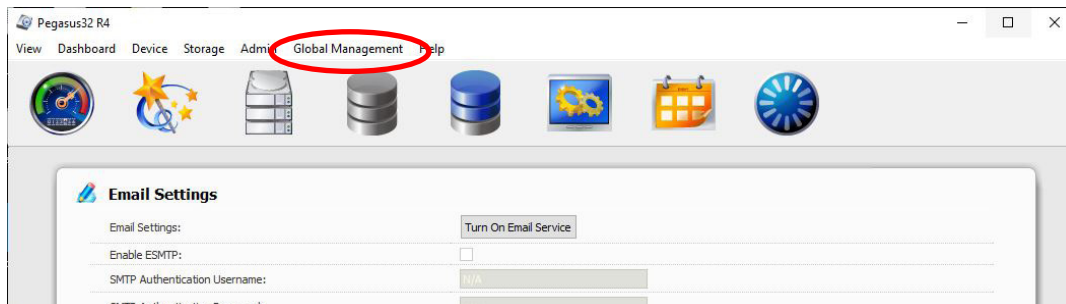 Pegasus32 R4
View Dashboard Device Storage Admin Global Management Help
Email Settings
Email Settings: Turn On Email Service
Enable ESMTP:
SMTP Authentication Username: N/A